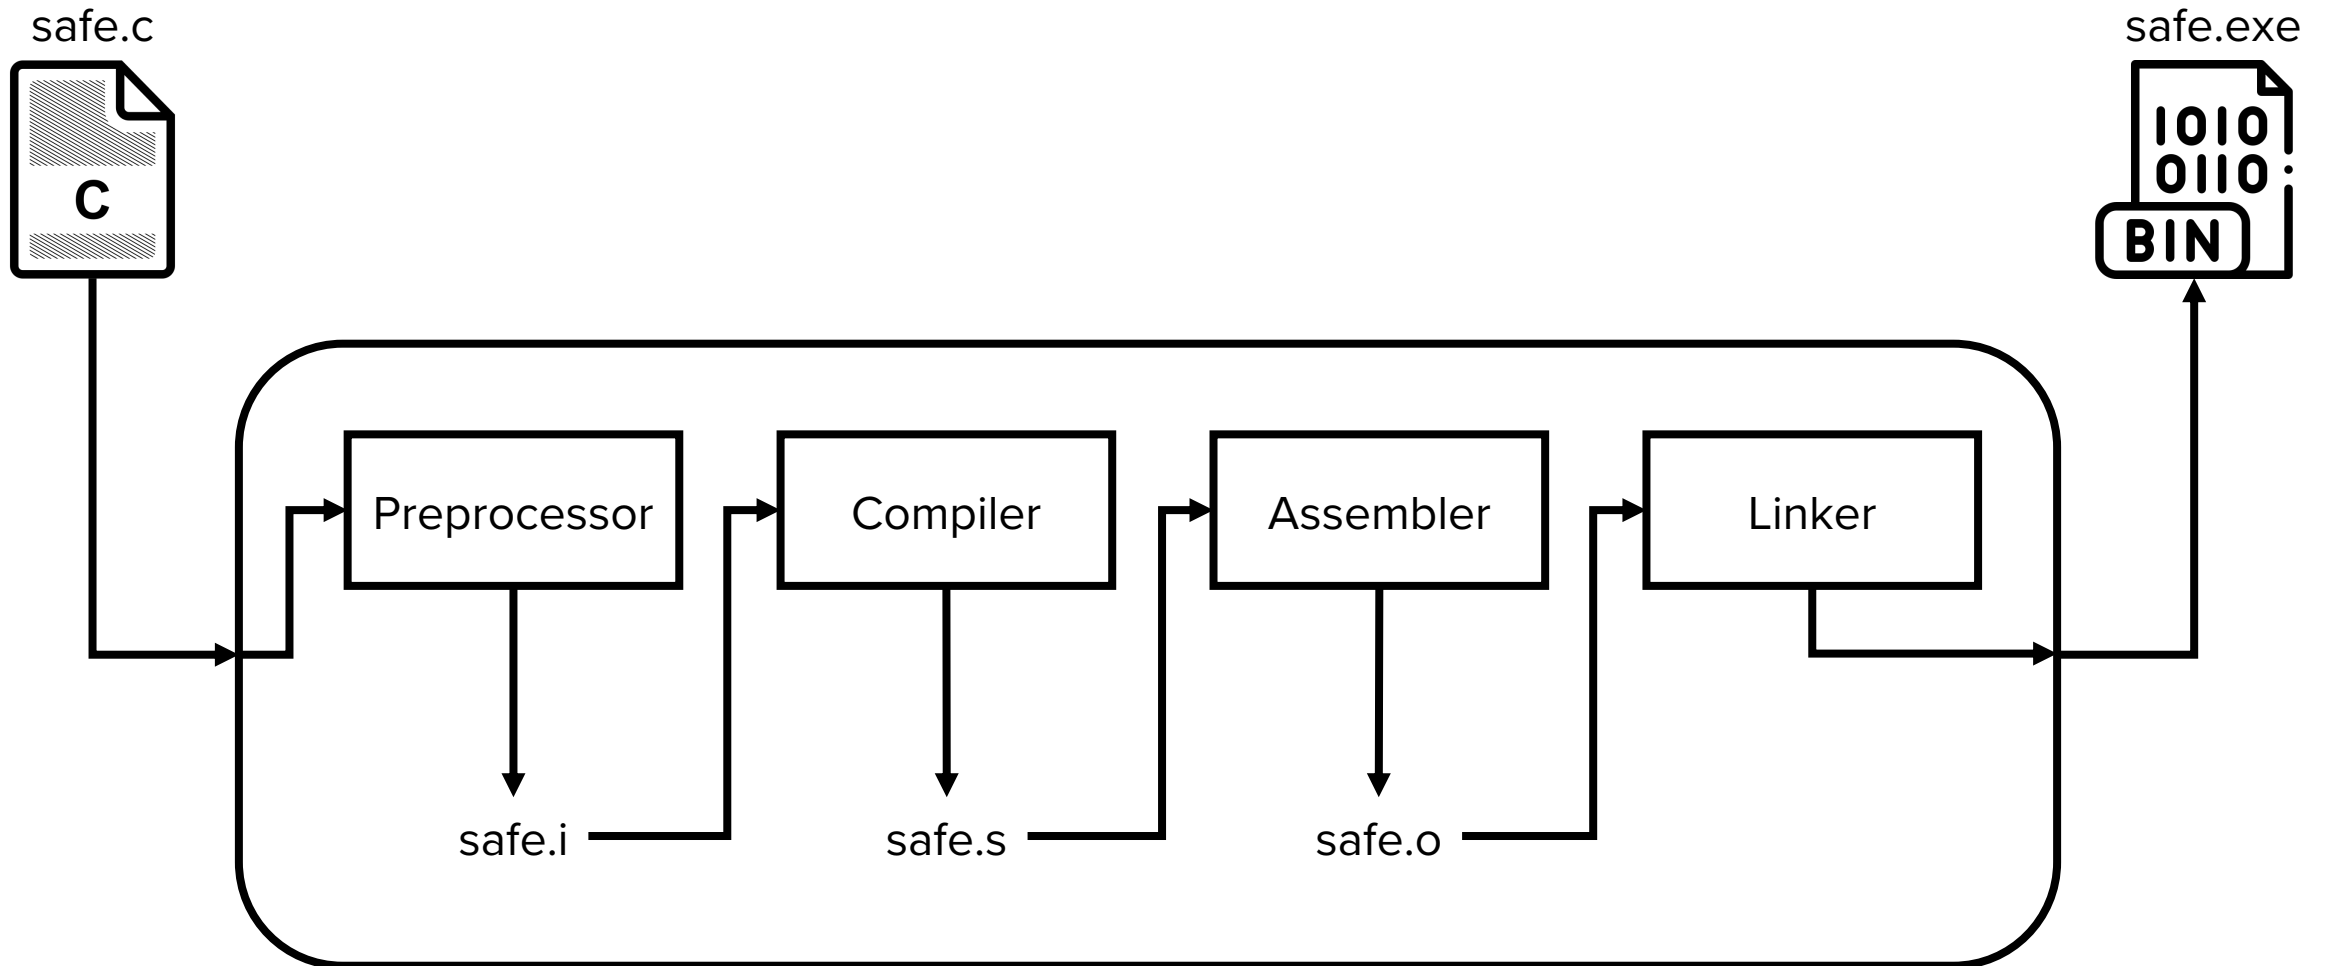 safe.c
safe.exe
C
1010
0110
BIN
Preprocessor
Compiler
Assembler
Linker
safe.i
safe.s
safe.o